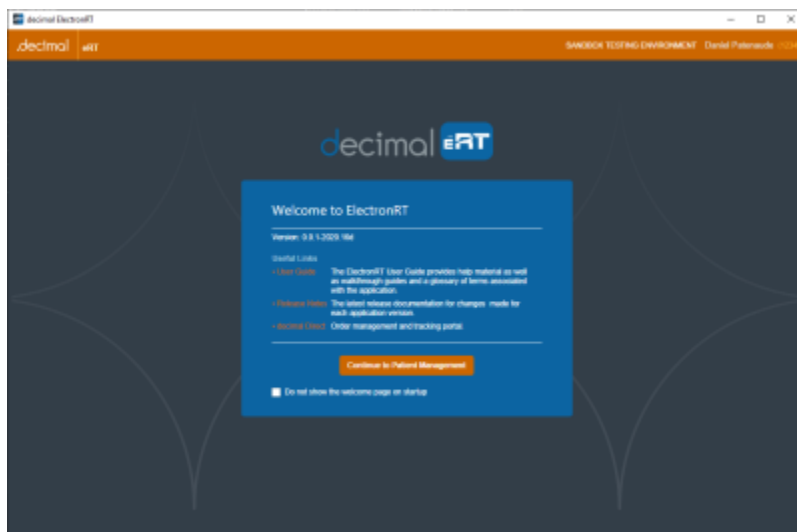 decimal ElectronRT
.decimal eRT SANDBOX TESTING ENVIRONMENT Daniel Patenaude
decimal éRT
Welcome to ElectronRT
Useful Links
• User Guide The ElectronRT User Guide provides help material as well
as walkthrough guides and a glossary of terms associated
with the application.
• Release Notes The latest release documentation for changes made for
each application version.
• decimal Direct Order management and tracking portal
Continue to Patient Management
Do not show the welcome page on startup